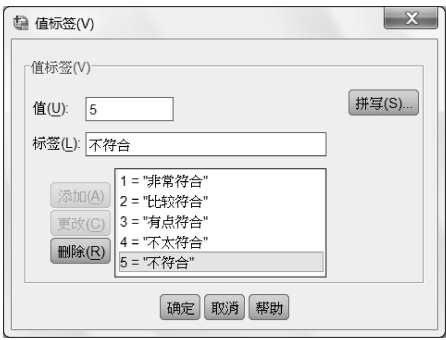 值标签(V)
值标签(V)
值(U): 5
拼写(S)...
标签(L): 不符合
添加(A)
更改(C)
删除(R)
1 = "非常符合"
2 = "比较符合"
3 = "有点符合"
4 = "不太符合"
5 = "不符合"
确定 取消 帮助